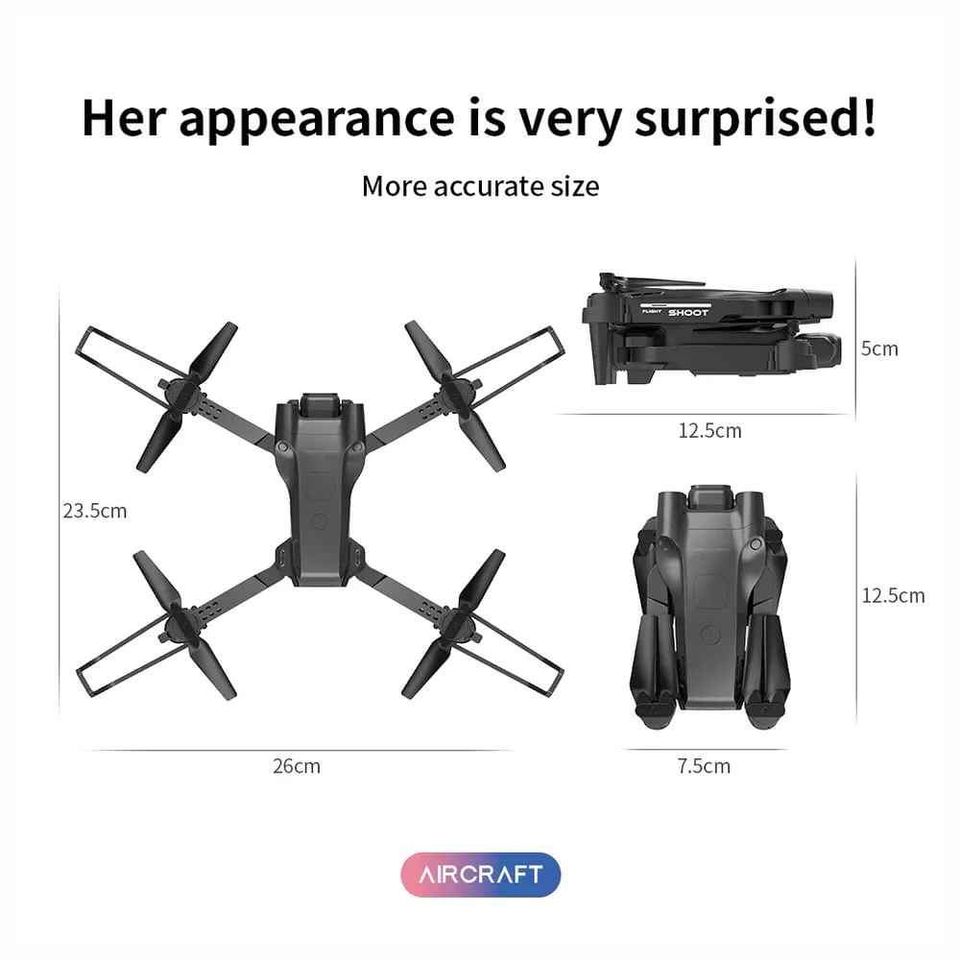 Her appearance is very surprised!
More accurate size
FLIGHT SHOOT
5cm
12.5cm
23.5cm
12.5cm
26cm
7.5cm
AIRCRAFT